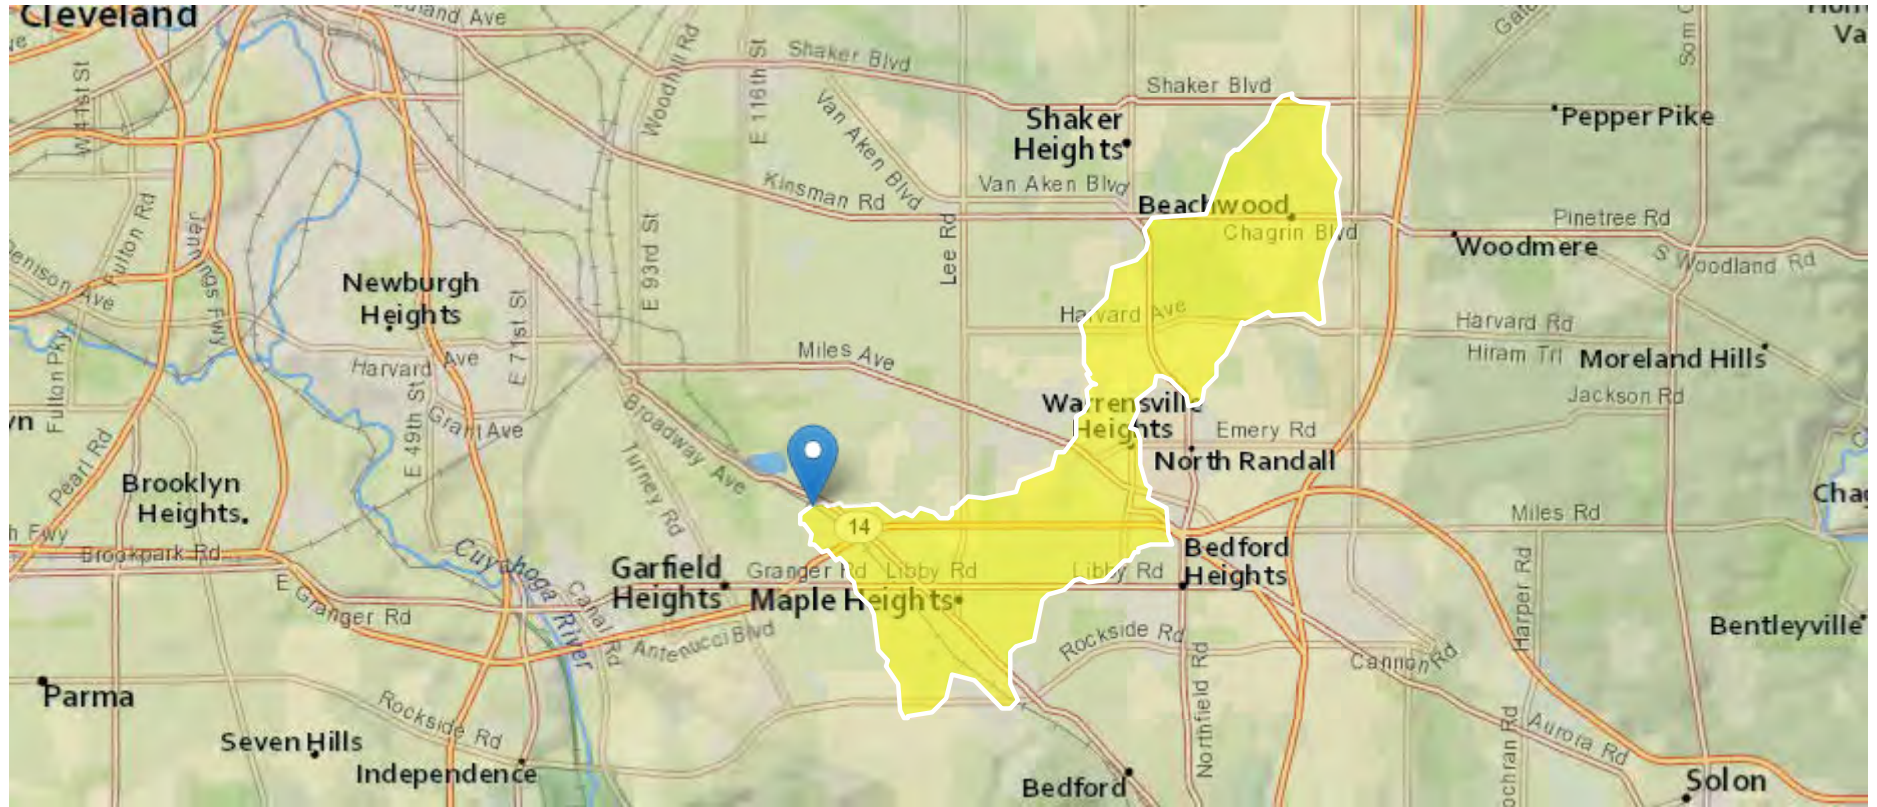 Cleveland
Shaker Blvd
Shaker Blvd
Woodhill Rd
E 116th St
W 41st St
Van Aken Blvd
Shaker
Heights
Pepper Pike
Kinsman Rd
Van Aken Blvd
Beachwood
Chagrin Blvd
Pinetree Rd
Woodmere
S Woodland Rd
Fulton Rd
Jennings Fwy
E 93rd St
Lee Rd
Newburgh
Heights
E 71st St
Harvard Ave
Harvard Rd
Hiram Trl
Moreland Hills
Miles Ave
Harvard Ave
Jackson Rd
Fulton Pky
E 49th St
Grant Ave
Broadway Ave
Warrensville
Heights
Emery Rd
North Randall
Pearl Rd
Turney Rd
Brooklyn
Heights
14
Miles Rd
Brookpark Rd
Cuyahoga River
Canal Rd
Garfield
Heights
Granger Rd
Libby Rd
Libby Rd
Bedford
Heights
Maple Heights
E Granger Rd
Antenucci Blvd
Rockside Rd
Cannon Rd
Harper Rd
Bentleyville
Parma
Rockside Rd
Northfield Rd
Aurora Rd
Seven Hills
Independence
Bedford
Solon